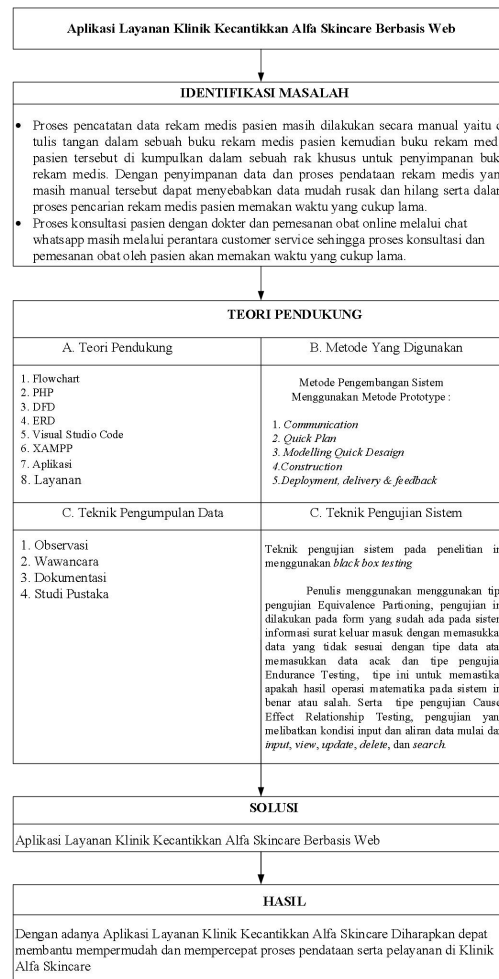 Aplikasi Layanan Klinik Kecantikkan Alfa Skincare Berbasis Web
IDENTIFIKASI MASALAH
• Proses pencatatan data rekam medis pasien masih dilakukan secara manual yaitu
tulis tangan dalam sebuah buku rekam medis pasien kemudian buku rekam
pasien tersebut di kumpulkan dalam sebuah rak khusus untuk penyimpanan
rekam medis. Dengan penyimpanan data dan proses pendataan rekam medis
masih manual tersebut dapat menyebabkan data mudah rusak dan hilang serta
proses pencarian rekam medis pasien memakan waktu yang cukup lama.
• Proses konsultasi pasien dengan dokter dan pemesanan obat online melalui chat
whatsapp masih melalui perantara customer service sehingga proses konsultasi dan
pemesanan obat oleh pasien akan memakan waktu yang cukup lama.
TEORI PENDUKUNG
A. Teori Pendukung
1. Flowchart
2. PHP
3. DFD
4. ERD
5. Visual Studio Code
6. XAMPP
7. Aplikasi
8. Layanan
B. Metode Yang Digunakan
Metode Pengembangan Sistem
Menggunakan Metode Prototype :
1. Communication
2. Quick Plan
3. Modelling Quick Desaign
4.Construction
5.Deployment, delivery & feedback
C. Teknik Pengumpulan Data
1. Observasi
2. Wawancara
3. Dokumentasi
4. Studi Pustaka
C. Teknik Pengujian Sistem
Teknik pengujian sistem pada penelitian
menggunakan black box testing
Penulis menggunakan menggunakan
pengujian Equivalence Partioning, pengujian
dilakukan pada form yang sudah ada pada
informasi surat keluar masuk dengan
data yang tidak sesuai dengan tipe data
memasukkan data acak dan tipe
Endurance Testing, tipe ini untuk
apakah hasil operasi matematika pada sistem
benar atau salah. Serta tipe pengujian
Effect Relationship Testing, pengujian
melibatkan kondisi input dan aliran data mulai
input, view, update, delete, dan search.
SOLUSI
Aplikasi Layanan Klinik Kecantikkan Alfa Skincare Berbasis Web
HASIL
Dengan adanya Aplikasi Layanan Klinik Kecantikkan Alfa Skincare Diharapkan depat
membantu mempermudah dan mempercepat proses pendataan serta pelayanan di Klinik
Alfa Skincare